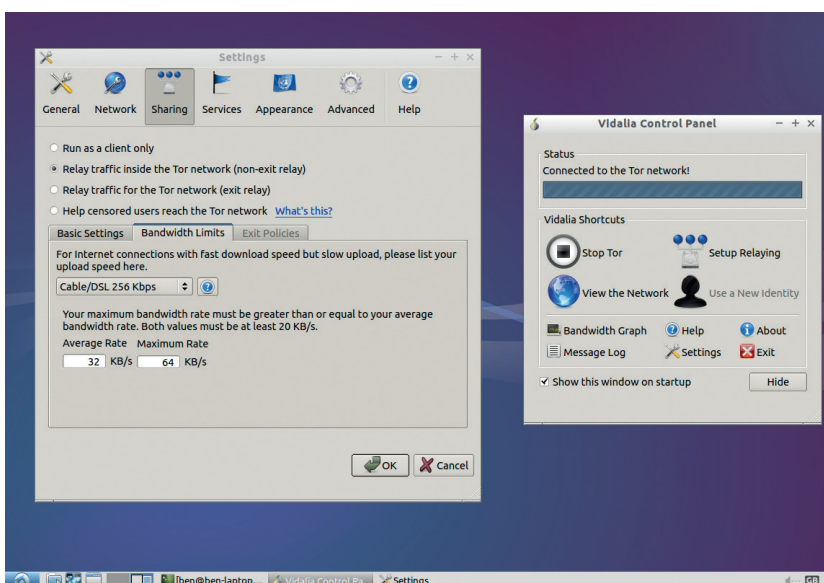 Settings
General Network Sharing Services Appearance Advanced Help
Run as a client only
Relay traffic inside the Tor network (non-exit relay)
Relay traffic for the Tor network (exit relay)
Help censored users reach the Tor network What's this?
Basic Settings Bandwidth Limits Exit Policies
For Internet connections with fast download speed but slow upload, please list your
upload speed here.
Cable/DSL 256 Kbps
Your maximum bandwidth rate must be greater than or equal to your average
bandwidth rate. Both values must be at least 20 KB/s.
Average Rate Maximum Rate
32 KB/s 64 KB/s
OK Cancel
Vidalia Control Panel
Status
Connected to the Tor network!
Vidalia Shortcuts
Stop Tor Setup Relaying
View the Network Use a New Identity
Bandwidth Graph Help About
Message Log Settings Exit
Show this window on startup Hide
[ben@ben-laptop... Vidalia Control Pa... Settings GB